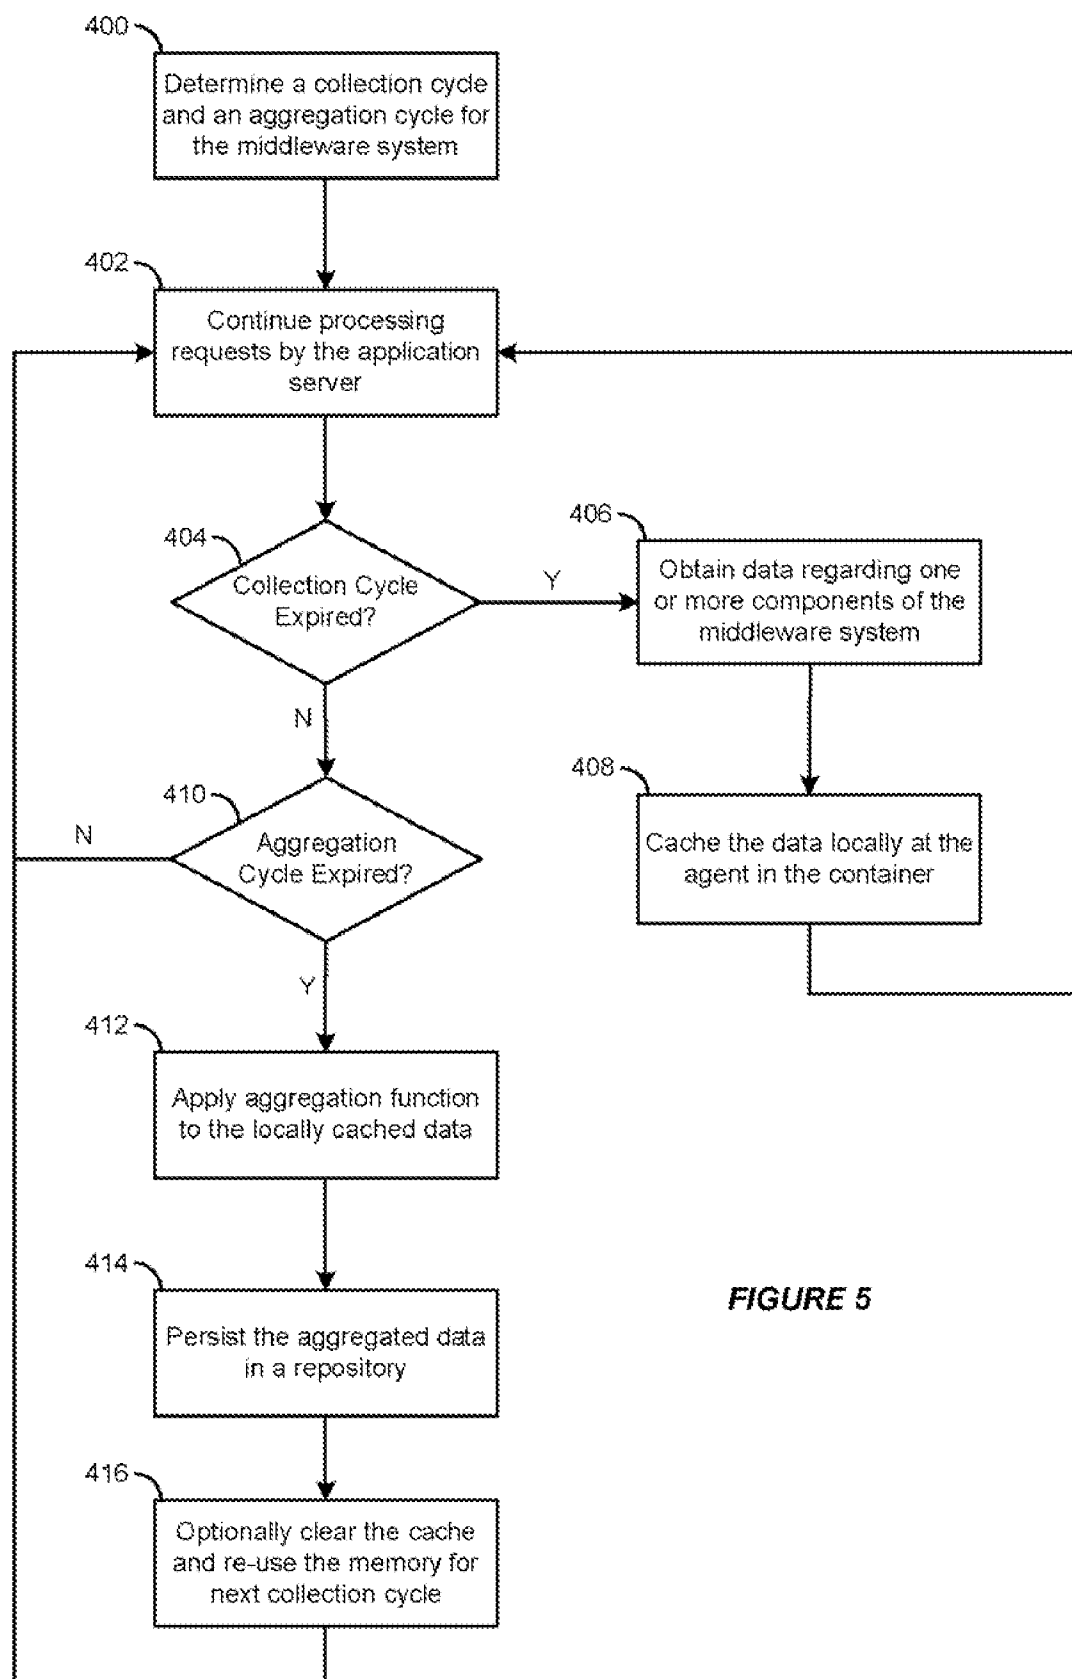 400
Determine a collection cycle
and an aggregation cycle for
the middleware system
402
Continue processing
requests by the application
server
404
Collection Cycle
Expired?
Y
N
406
Obtain data regarding one
or more components of the
middleware system
408
Cache the data locally at the
agent in the container
410
Aggregation
Cycle Expired?
N
Y
412
Apply aggregation function
to the locally cached data
414
Persist the aggregated data
in a repository
FIGURE 5
416
Optionally clear the cache
and re-use the memory for
next collection cycle